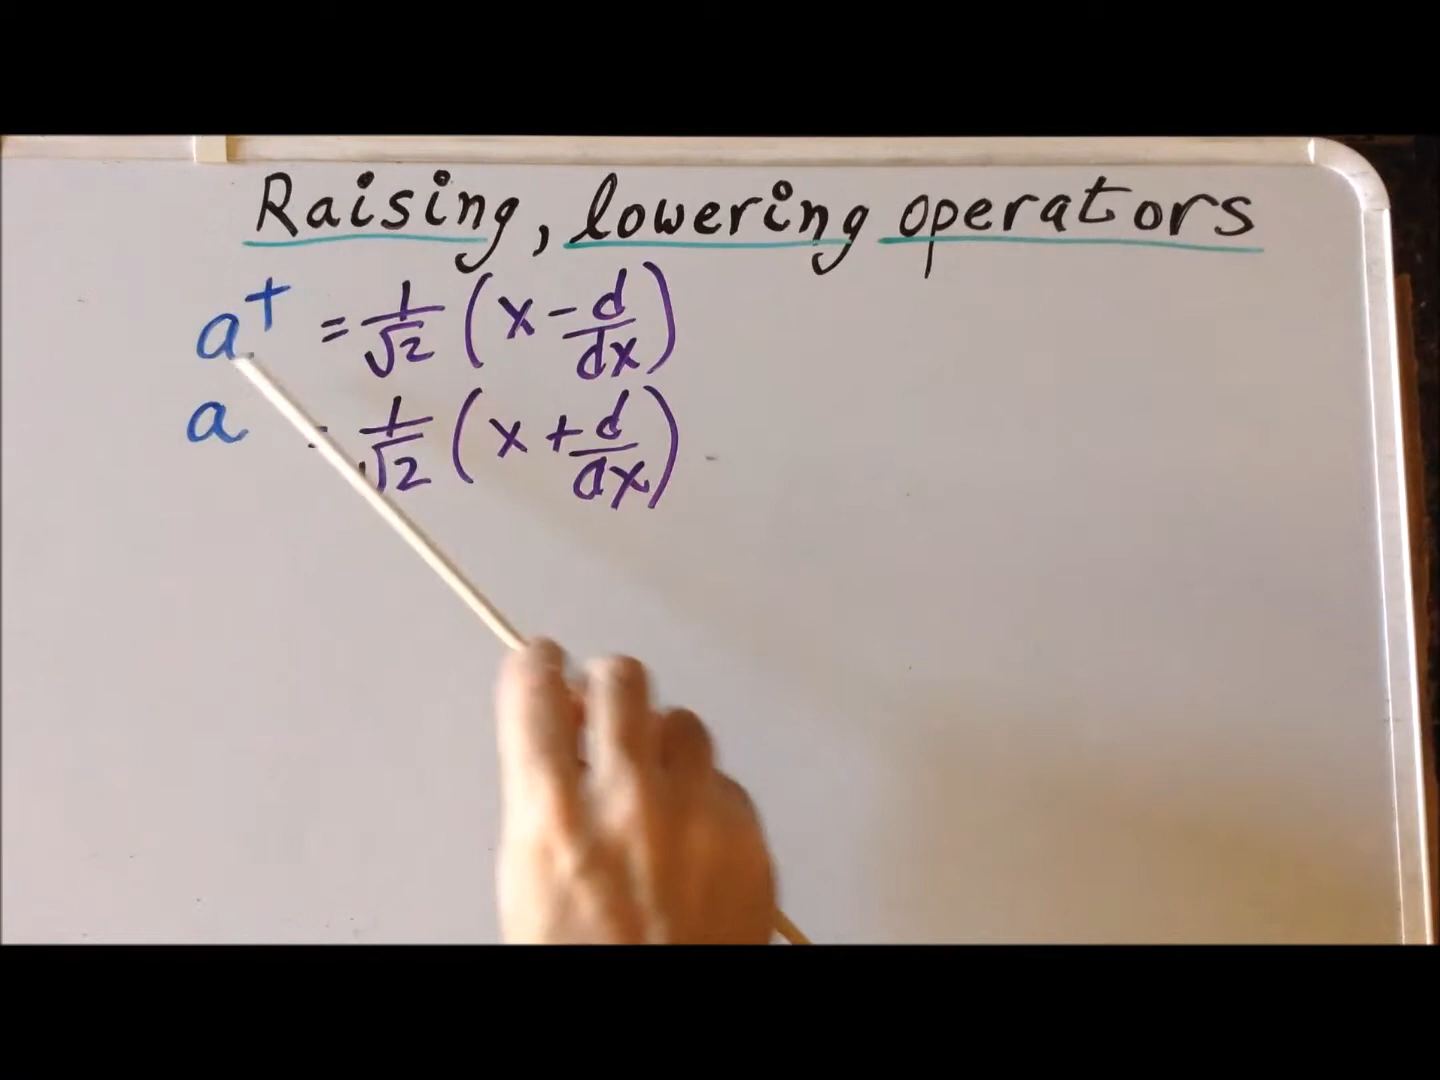 Raising, lowering operators
a† = 1/√2 (x - d/dx)
a = 1/√2 (x + d/dx)